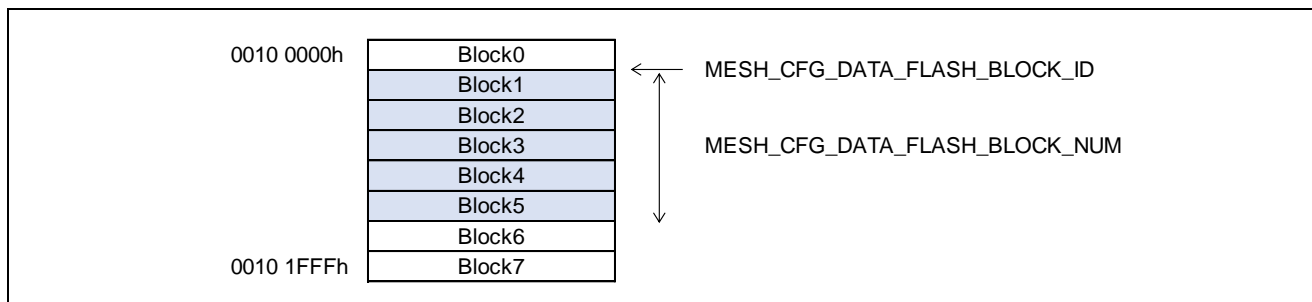 0010 0000h Block0
MESH_CFG_DATA_FLASH_BLOCK_ID
Block1
Block2
Block3 MESH_CFG_DATA_FLASH_BLOCK_NUM
Block4
Block5
Block6
0010 1FFFh Block7